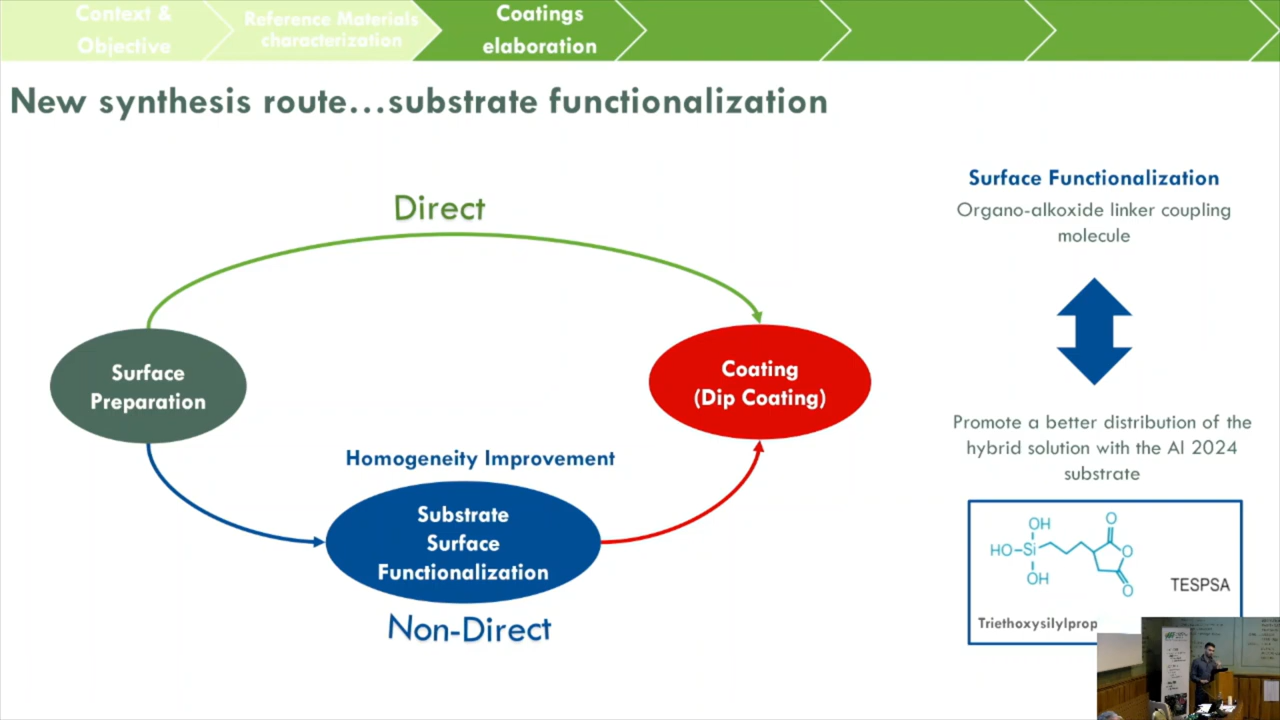 Context &
Objective
Reference Materials
characterization
Coatings
elaboration
New synthesis route...substrate functionalization
Direct
Surface
Preparation
Coating
(Dip Coating)
Homogeneity Improvement
Substrate
Surface
Functionalization
Non-Direct
Surface Functionalization
Organo-alkoxide linker coupling
molecule
Promote a better distribution of the
hybrid solution with the Al 2024
substrate
OH
HO-Si
OH
O
O
O
TESPSA
Triethoxysilylprop